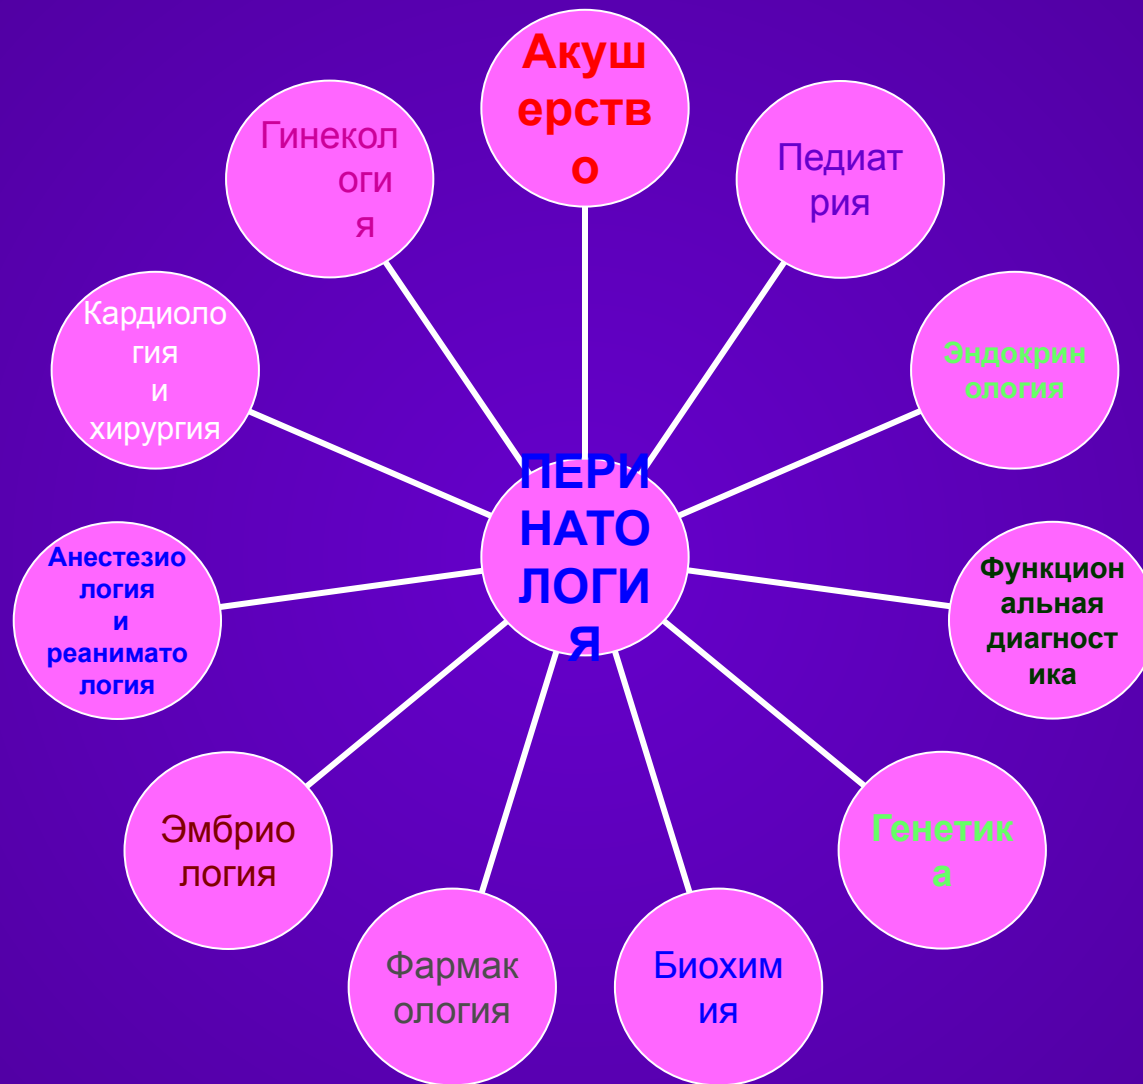 Акуш
ерств
о
Педиат
рия
Эндокрин
ология
Функцион
альная
диагност
ика
Генетик
а
Биохим
ия
Фармак
ология
Эмбрио
логия
Анестезио
логия
и
реанимато
логия
Кардиоло
гия
и
хирургия
Гинекол
оги
я
ПЕРИ
НАТО
ЛОГИ
Я